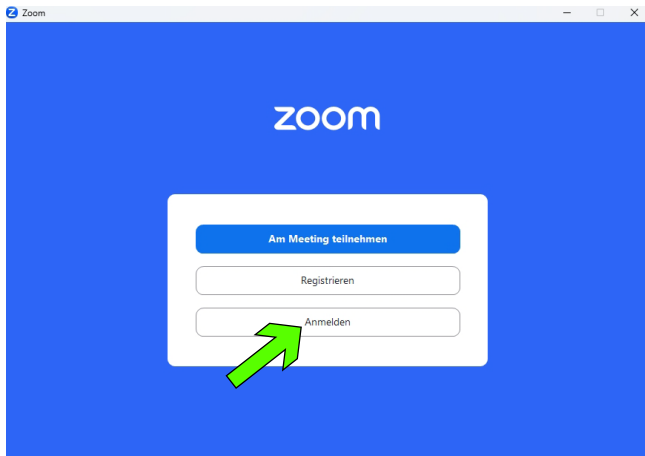 Zoom
zoom
Am Meeting teilnehmen
Registrieren
Anmelden